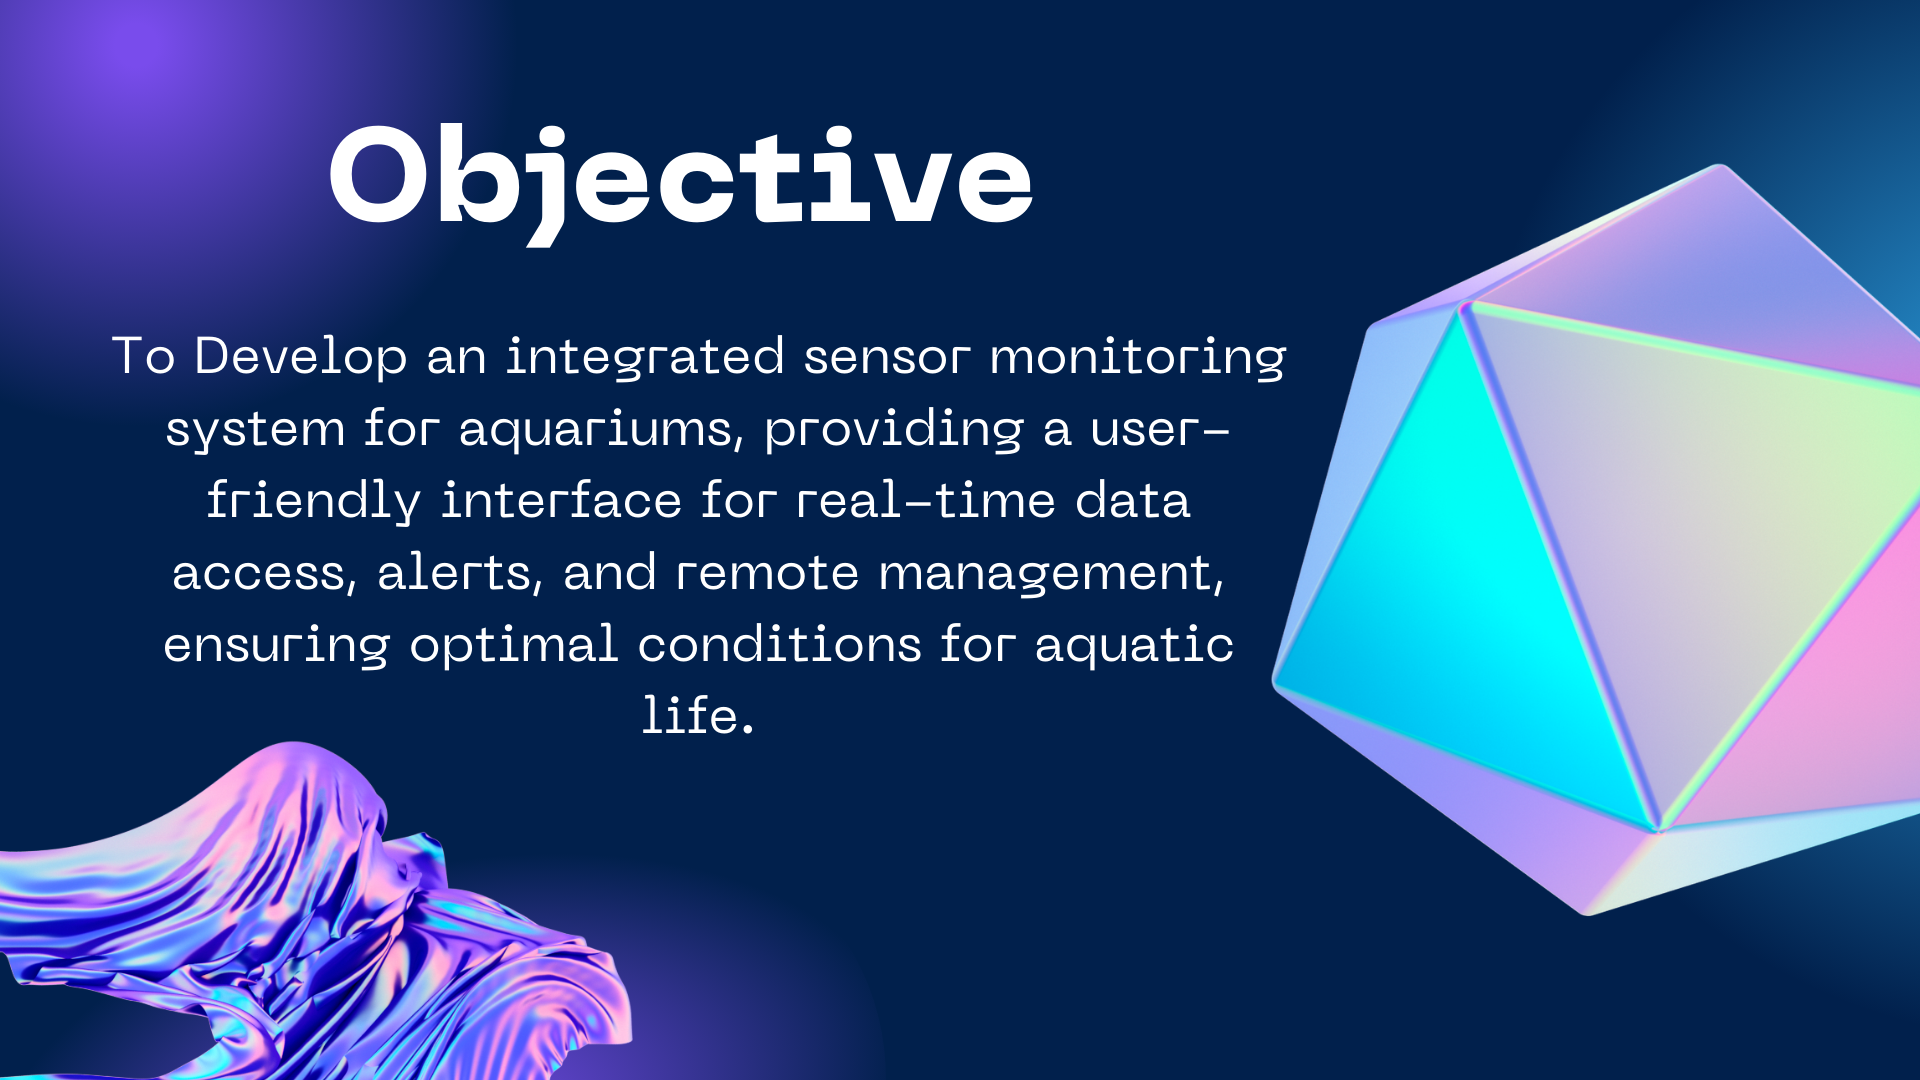 Objective
To Develop an integrated sensor monitoring
system for aquariums, providing a user-
friendly interface for real-time data
access, alerts, and remote management,
ensuring optimal conditions for aquatic
life.